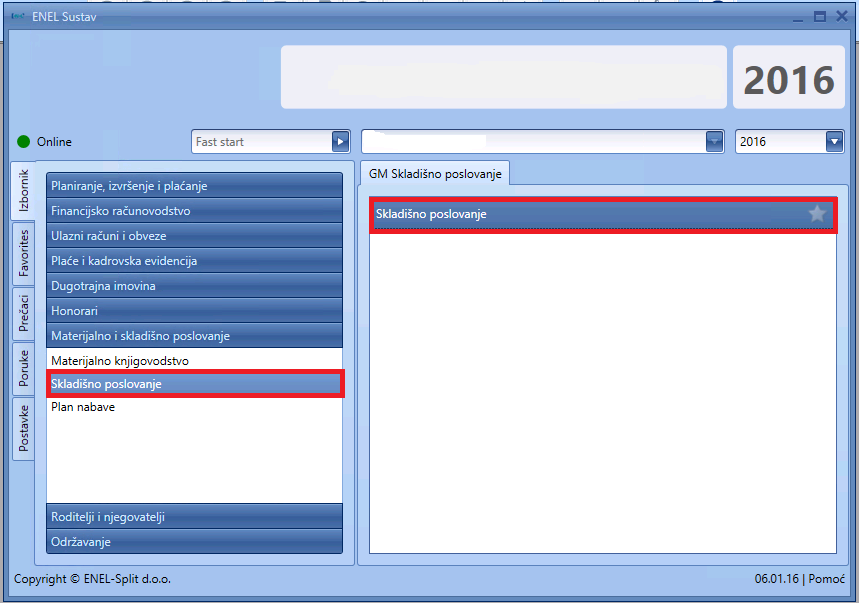 ENEL Sustav
2016
Online
Fast start
2016
Izbornik
Favorites
Prečaci
Poruke
Postavke
Planiranje, izvršenje i plaćanje
Financijsko računovodstvo
Ulazni računi i obveze
Plaće i kadrovska evidencija
Dugotrajna imovina
Honorari
Materijalno i skladišno poslovanje
Materijalno knjigovodstvo
Skladišno poslovanje
Plan nabave
Roditelji i njegovatelji
Održavanje
GM Skladišno poslovanje
Skladišno poslovanje
Copyright © ENEL-Split d.o.o.
06.01.16 | Pomoć